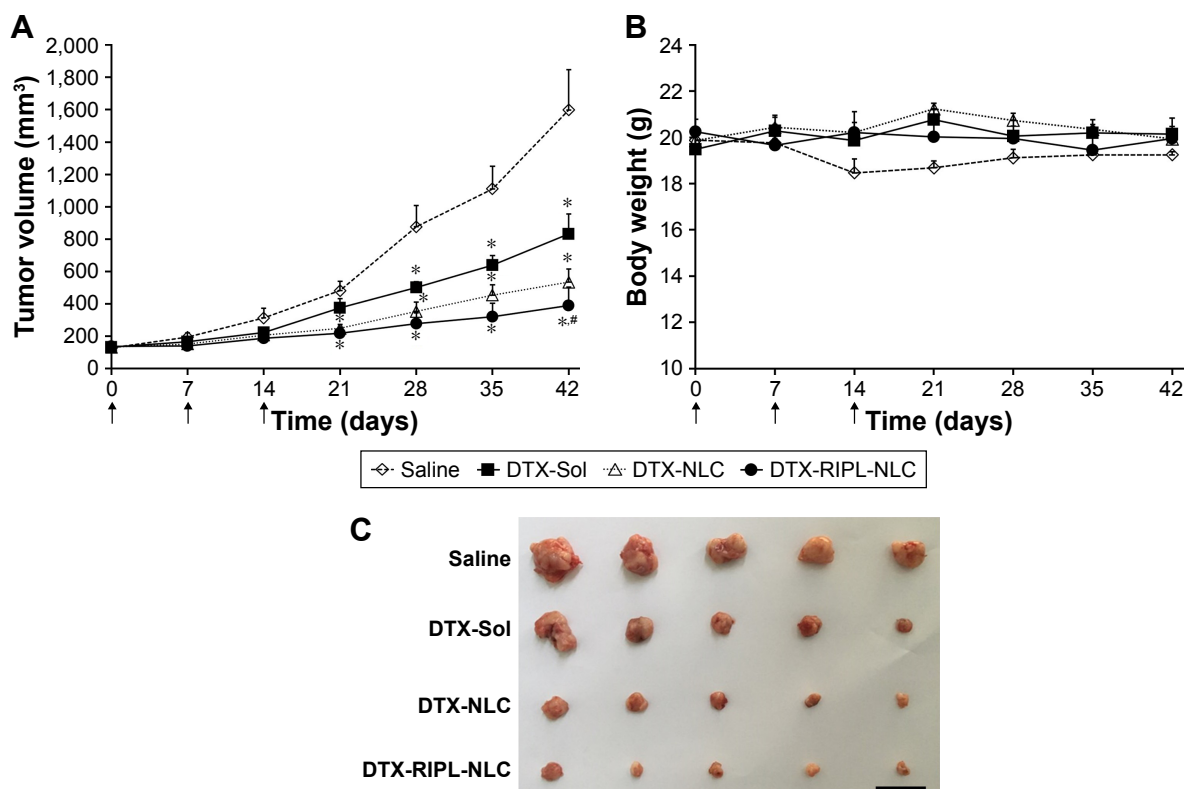 A
Tumor volume (mm³)
2,000
1,800
1,600
1,400
1,200
1,000
800
600
400
200
0
0 7 14 21 28 35 42
Time (days)
* * * * * * * * * * *,#
B
Body weight (g)
24
22
20
18
16
14
12
10
0 7 14 21 28 35 42
Time (days)
Saline DTX-Sol DTX-NLC DTX-RIPL-NLC
C
Saline
DTX-Sol
DTX-NLC
DTX-RIPL-NLC